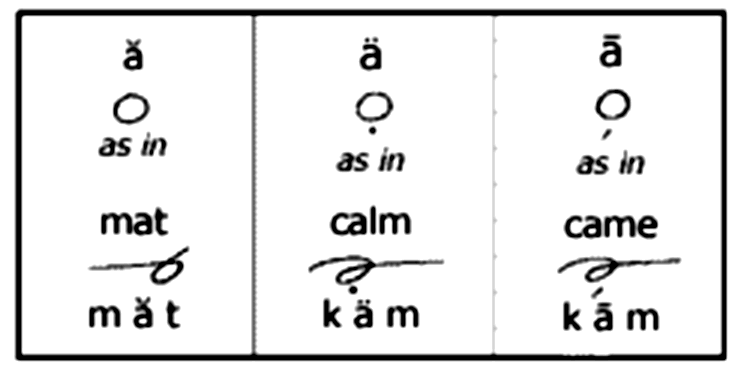 ă
as in
mat
m ă t
ä
as in
calm
k ä m
ā
as in
came
k ā m